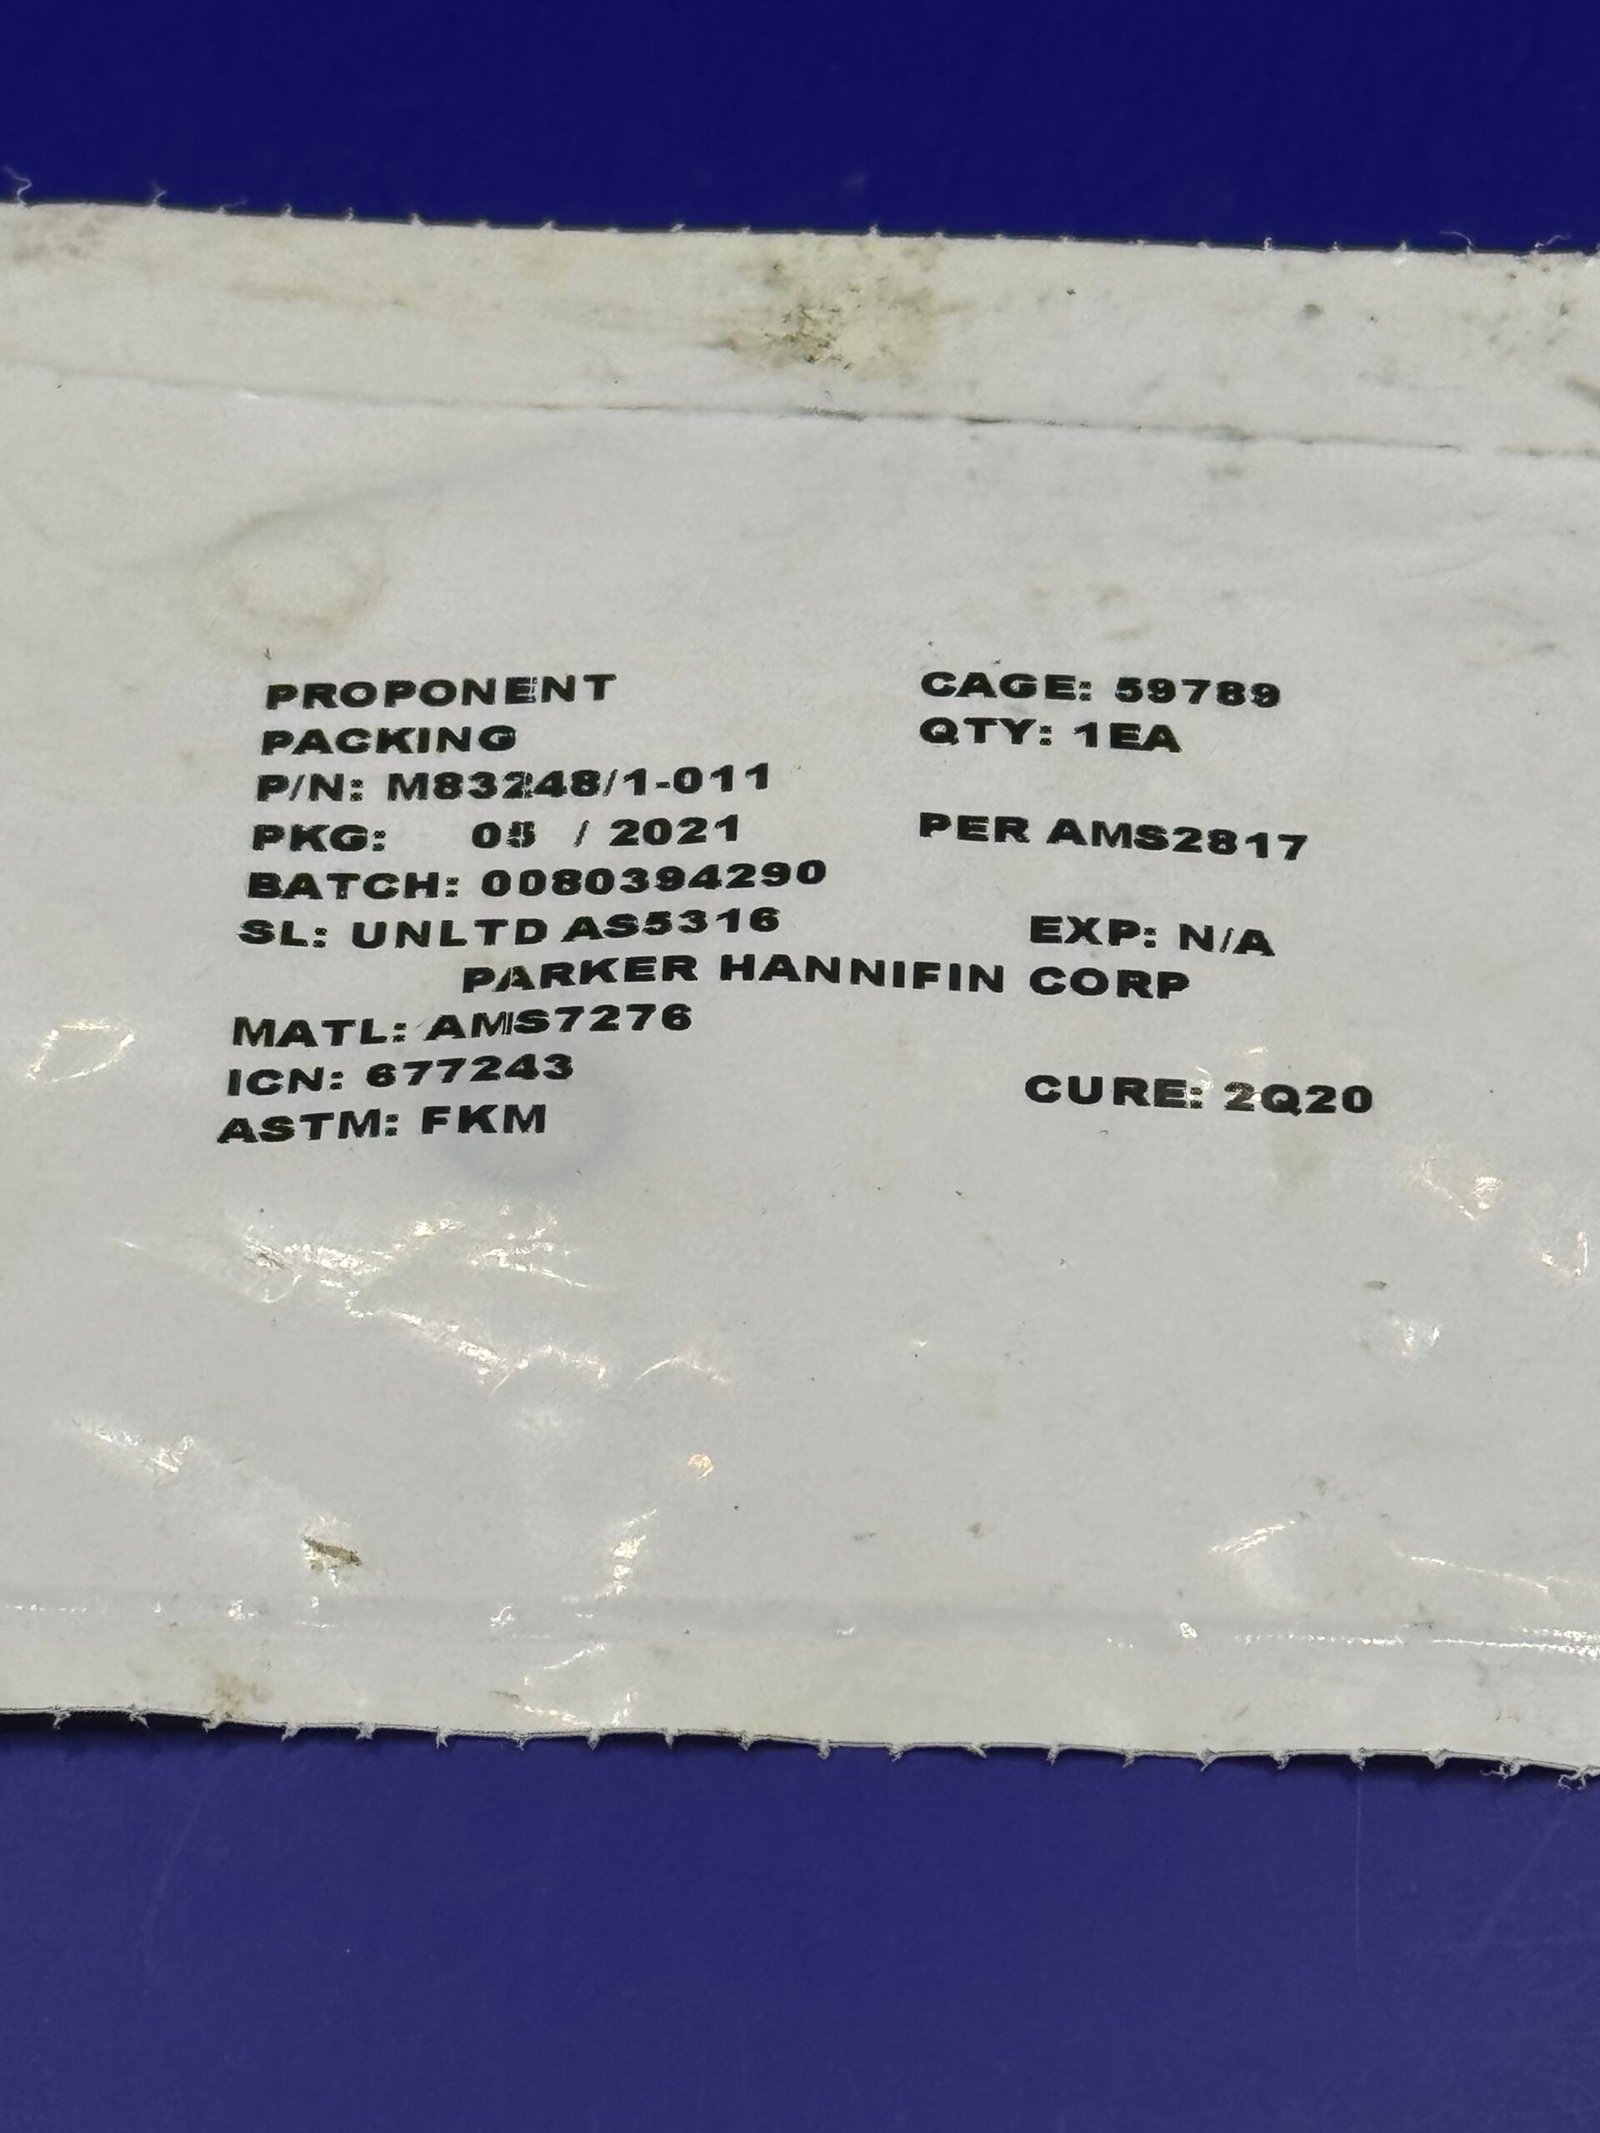 PROPONENT CAGE: 59789
PACKING QTY: 1EA
P/N: M83248/1-011
PKG: 05 / 2021 PER AMS2817
BATCH: 0080394290
SL: UNLTD AS5316 EXP: N/A
PARKER HANNIFIN CORP
MATL: AMS7276
ICN: 677243 CURE: 2Q20
ASTM: FKM